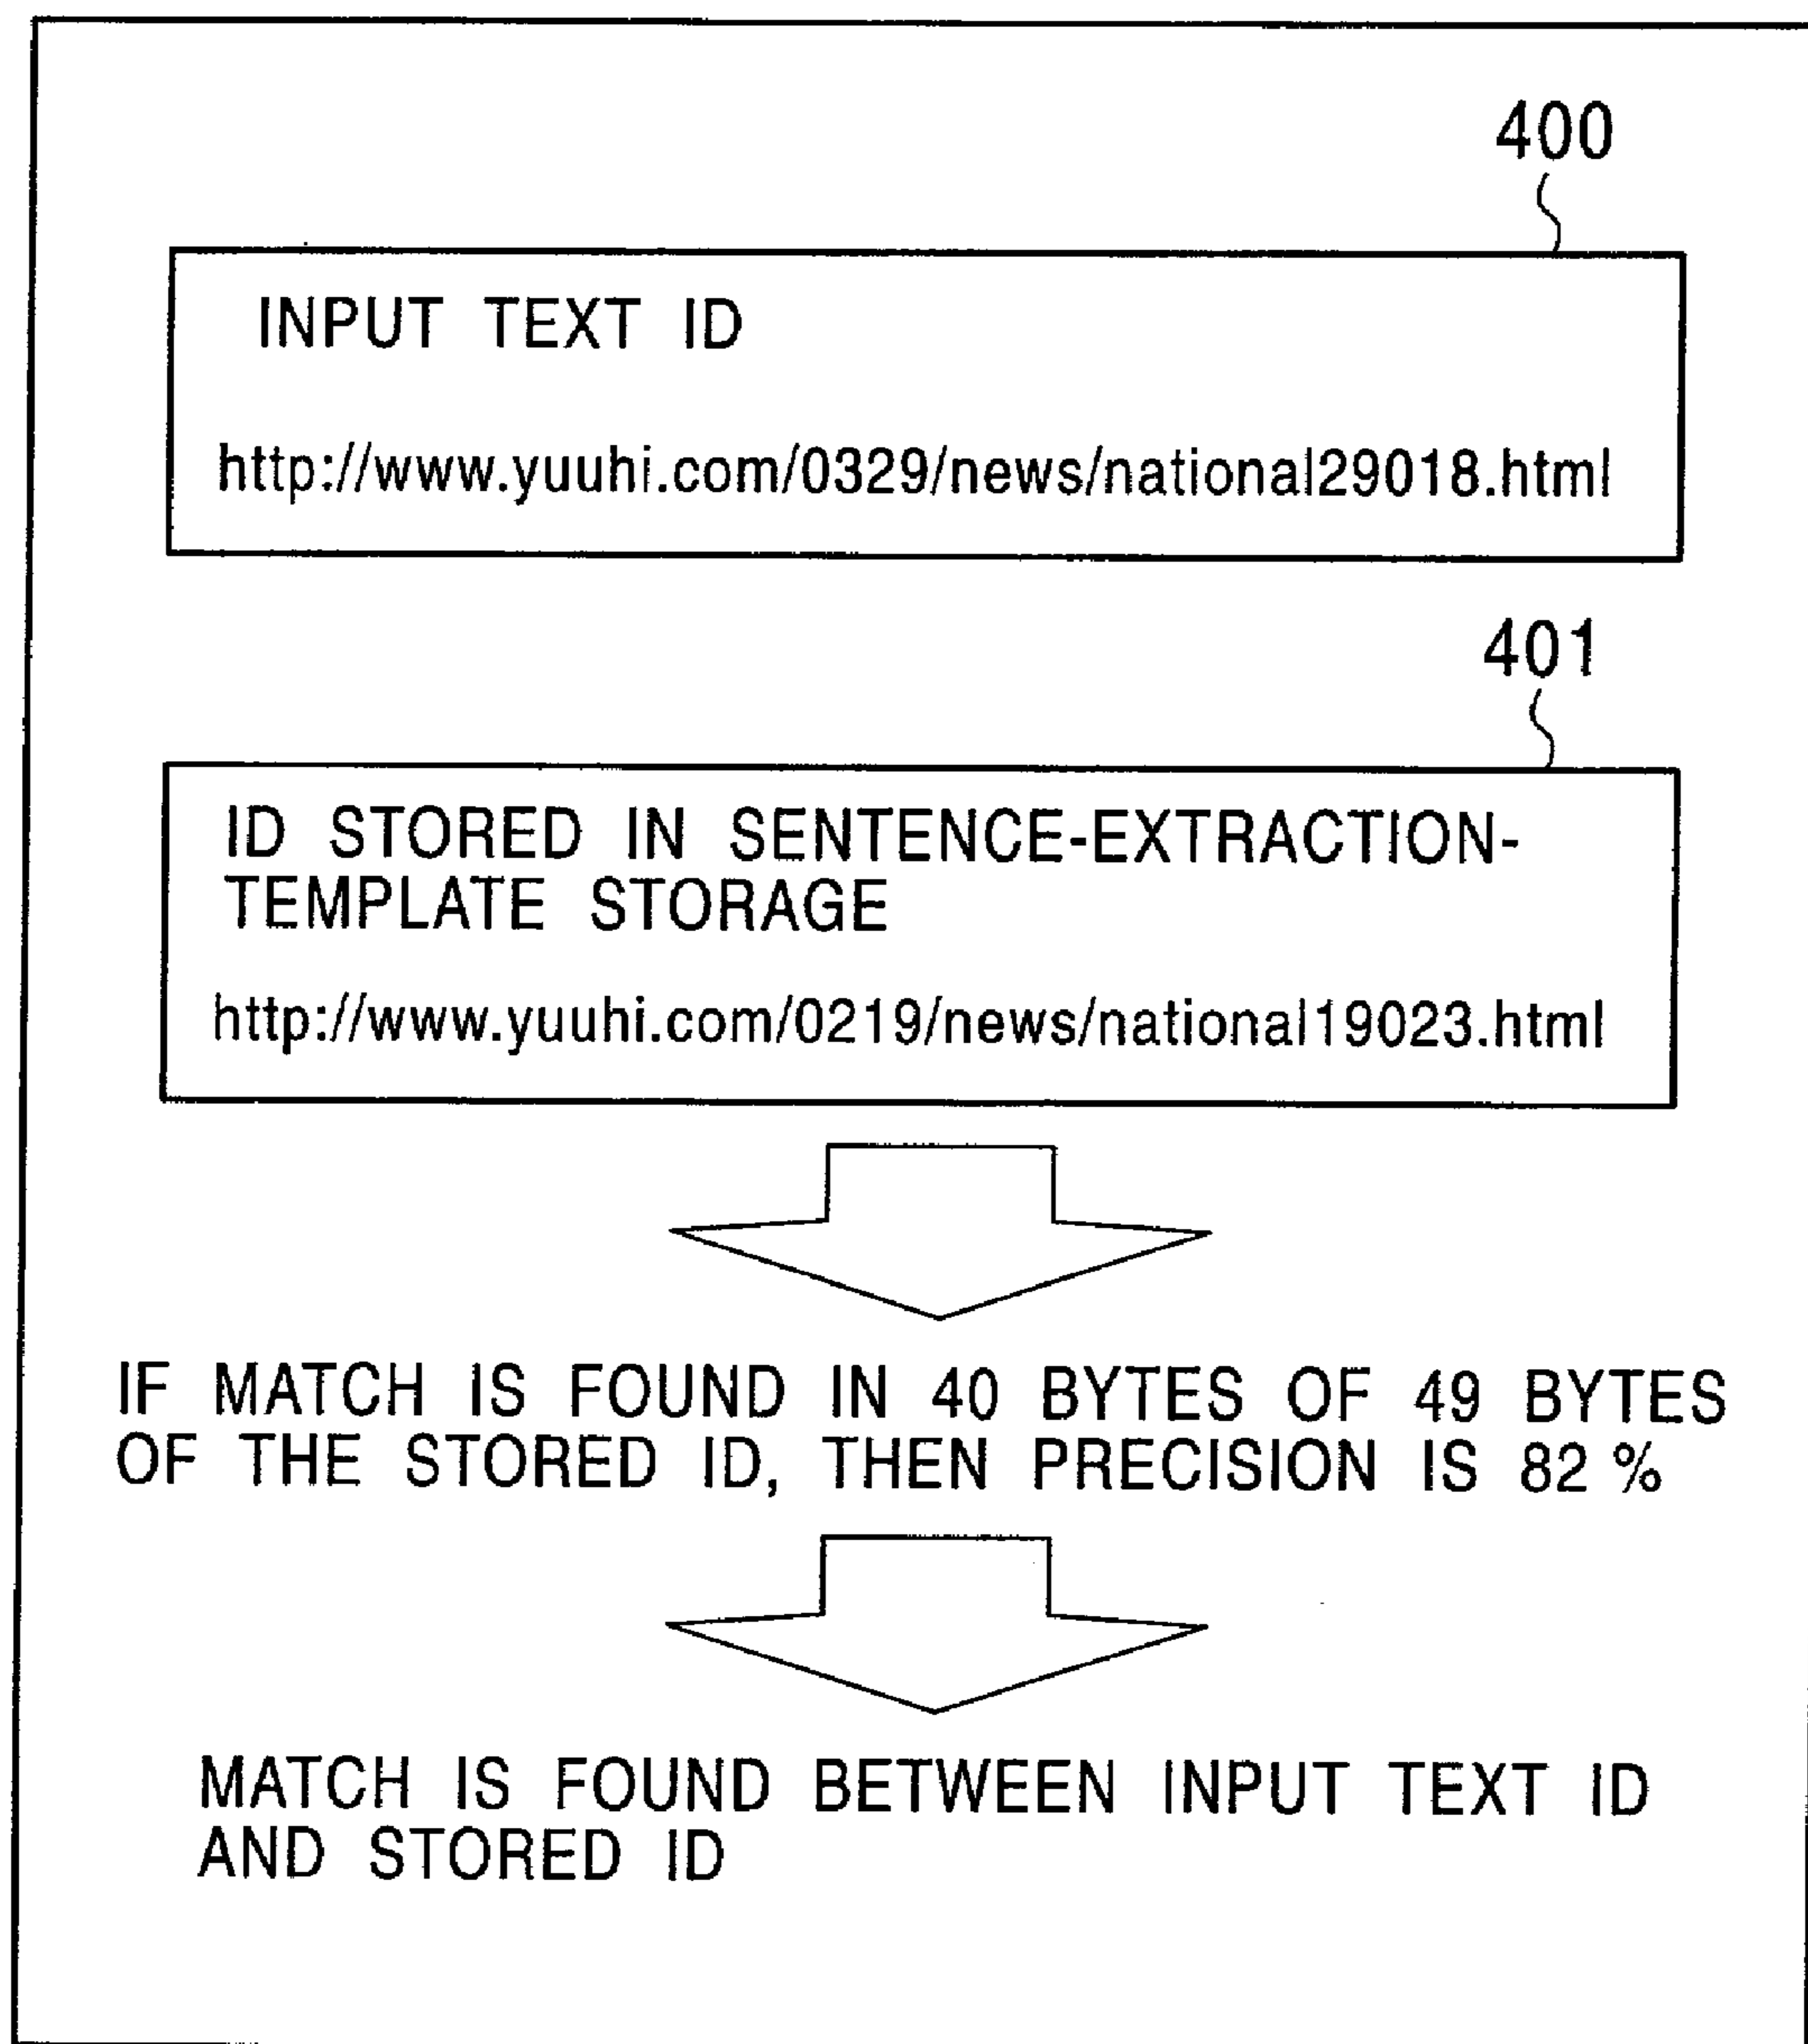 400
INPUT TEXT ID
http://www.yuuhi.com/0329/news/national29018.html
401
ID STORED IN SENTENCE-EXTRACTION-
TEMPLATE STORAGE
http://www.yuuhi.com/0219/news/national19023.html
IF MATCH IS FOUND IN 40 BYTES OF 49 BYTES
OF THE STORED ID, THEN PRECISION IS 82 %
MATCH IS FOUND BETWEEN INPUT TEXT ID
AND STORED ID